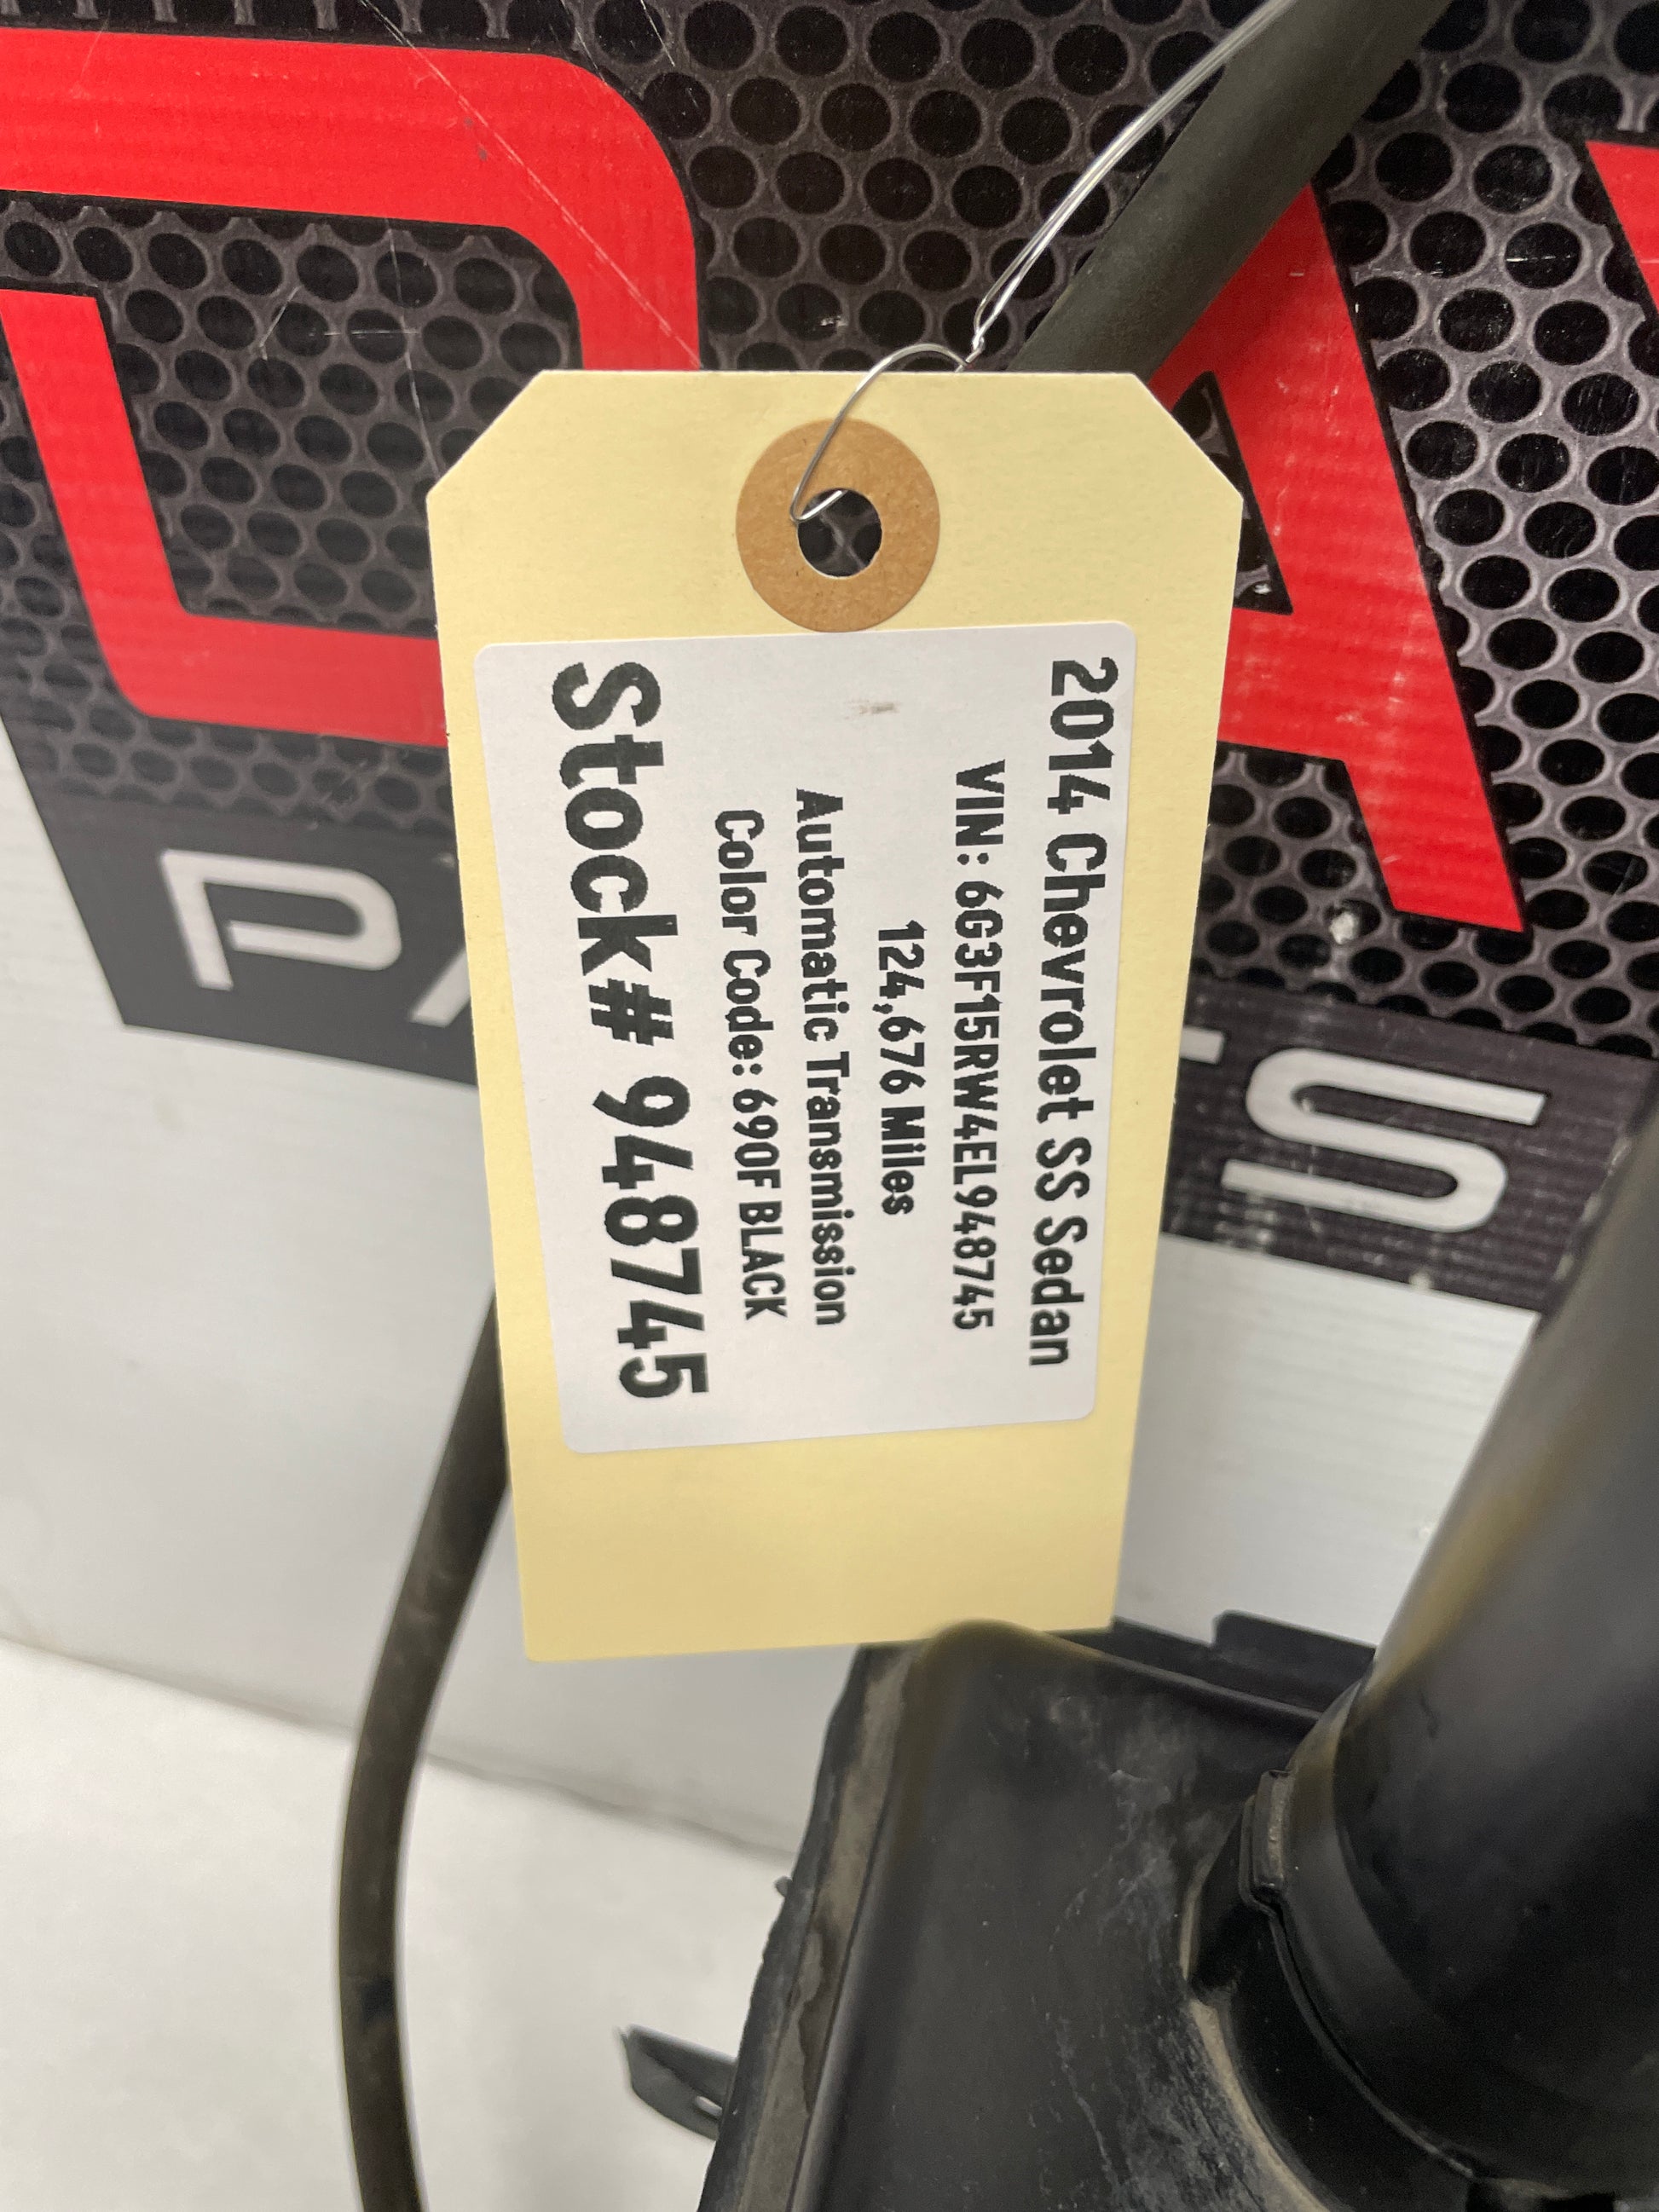 2014 Chevrolet SS Sedan
VIN: 6G3F15RW4EL948745
124,676 Miles
Automatic Transmission
Color Code: 690F BLACK
Stock# 948745